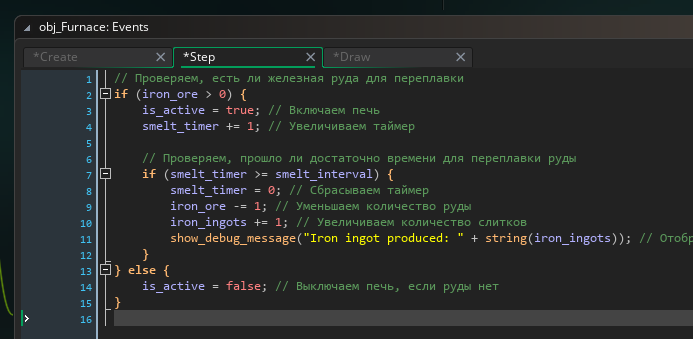 obj_Furnace: Events
*Create *Step *Draw
1 // Проверяем, есть ли железная руда для переплавки
2 if (iron_ore > 0) {
3 is_active = true; // Включаем печь
4 smelt_timer += 1; // Увеличиваем таймер
5
6 // Проверяем, прошло ли достаточно времени для переплавки руды
7 if (smelt_timer >= smelt_interval) {
8 smelt_timer = 0; // Сбрасываем таймер
9 iron_ore -= 1; // Уменьшаем количество руды
10 iron_ingots += 1; // Увеличиваем количество слитков
11 show_debug_message("Iron ingot produced: " + string(iron_ingots)); // Отобр
12 }
13 } else {
14 is_active = false; // Выключаем печь, если руды нет
15 }
16